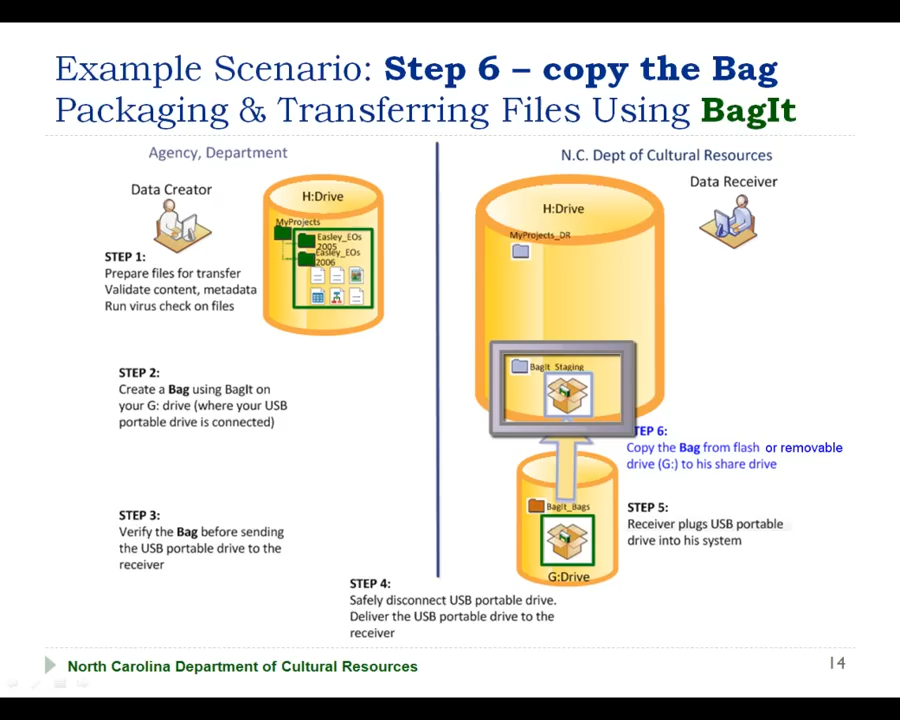 Example Scenario: Step 6 – copy the Bag
Packaging & Transferring Files Using BagIt
Agency, Department
Data Creator
H:Drive
MyProjects
Easley_EOs
2005
Easley_EOs
2006
STEP 1:
Prepare files for transfer
Validate content, metadata
Run virus check on files
STEP 2:
Create a Bag using BagIt on
your G: drive (where your USB
portable drive is connected)
STEP 3:
Verify the Bag before sending
the USB portable drive to the
receiver
STEP 4:
Safely disconnect USB portable drive.
Deliver the USB portable drive to the
receiver
N.C. Dept of Cultural Resources
Data Receiver
H:Drive
MyProjects_DR
BagIt_Staging
TEP 6:
Copy the Bag from flash or removable
drive (G:) to his share drive
STEP 5:
Receiver plugs USB portable
drive into his system
BagIt_Bags
G:Drive
North Carolina Department of Cultural Resources
14